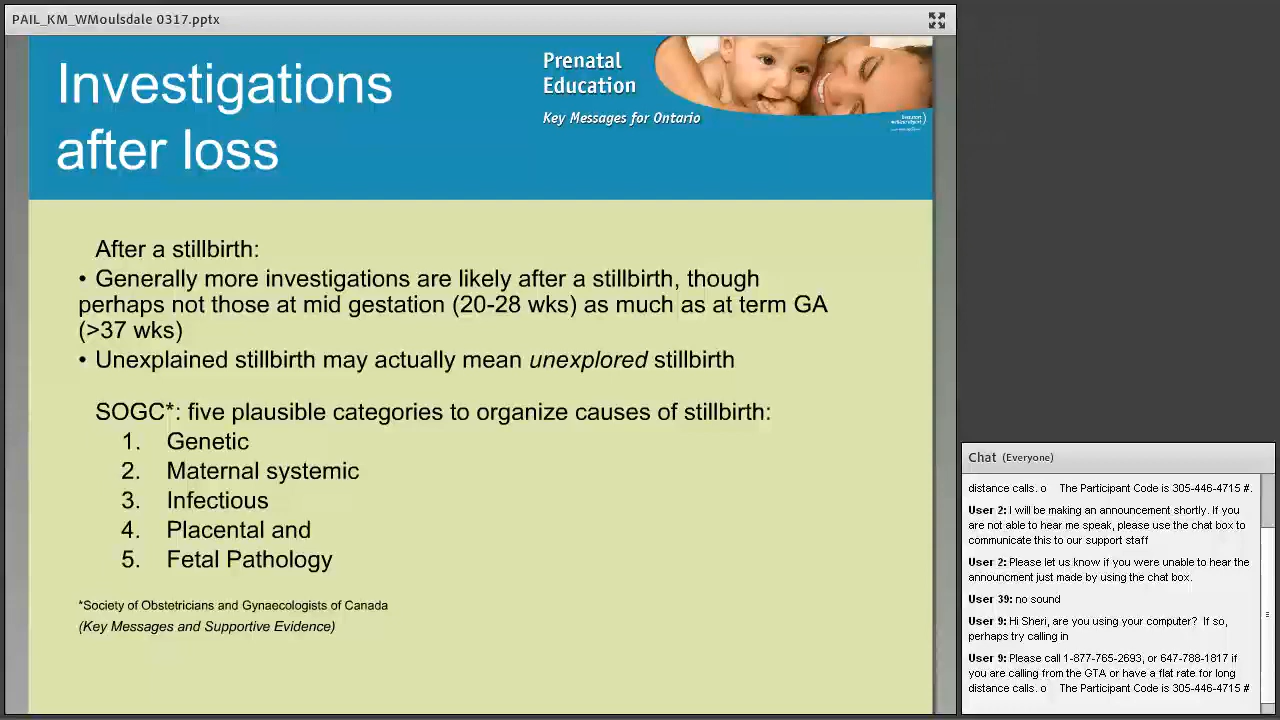 PAIL_KM_WMoulsdale 0317.pptx
Investigations
after loss
Prenatal
Education
Key Messages for Ontario
After a stillbirth:
• Generally more investigations are likely after a stillbirth, though
perhaps not those at mid gestation (20-28 wks) as much as at term GA
(>37 wks)
• Unexplained stillbirth may actually mean unexplored stillbirth
SOGC*: five plausible categories to organize causes of stillbirth:
1. Genetic
2. Maternal systemic
3. Infectious
4. Placental and
5. Fetal Pathology
*Society of Obstetricians and Gynaecologists of Canada
(Key Messages and Supportive Evidence)
Chat (Everyone)
distance calls. o The Participant Code is 305-446-4715 #.
User 2: I will be making an announcement shortly. If you
are not able to hear me speak, please use the chat box to
communicate this to our support staff
User 2: Please let us know if you were unable to hear the
announcment just made by using the chat box.
User 39: no sound
User 9: Hi Sheri, are you using your computer? If so,
perhaps try calling in
User 9: Please call 1-877-765-2693, or 647-788-1817 if
you are calling from the GTA or have a flat rate for long
distance calls. o The Participant Code is 305-446-4715 #